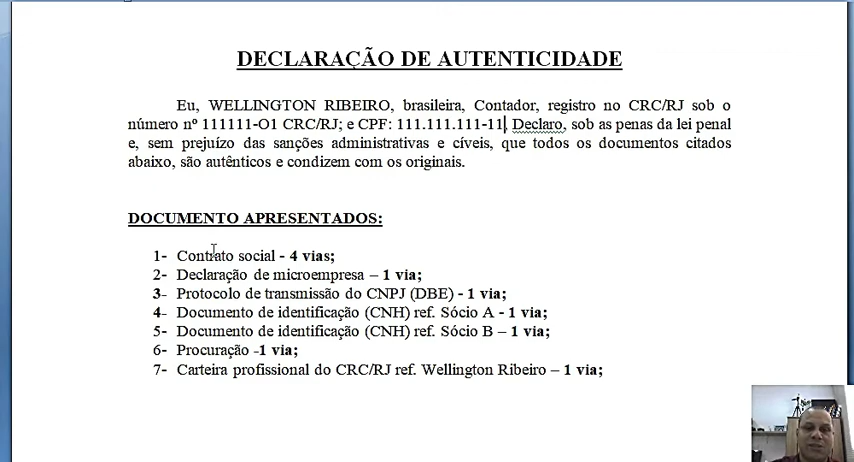 DECLARAÇÃO DE AUTENTICIDADE
Eu, WELLINGTON RIBEIRO, brasileira, Contador, registro no CRC/RJ sob o
número nº 111111-O1 CRC/RJ; e CPF: 111.111.111-11, Declaro, sob as penas da lei penal
e, sem prejuízo das sanções administrativas e cíveis, que todos os documentos citados
abaixo, são autênticos e condizem com os originais.
DOCUMENTO APRESENTADOS:
1- Contrato social - 4 vias;
2- Declaração de microempresa – 1 via;
3- Protocolo de transmissão do CNPJ (DBE) - 1 via;
4- Documento de identificação (CNH) ref. Sócio A - 1 via;
5- Documento de identificação (CNH) ref. Sócio B – 1 via;
6- Procuração -1 via;
7- Carteira profissional do CRC/RJ ref. Wellington Ribeiro – 1 via;